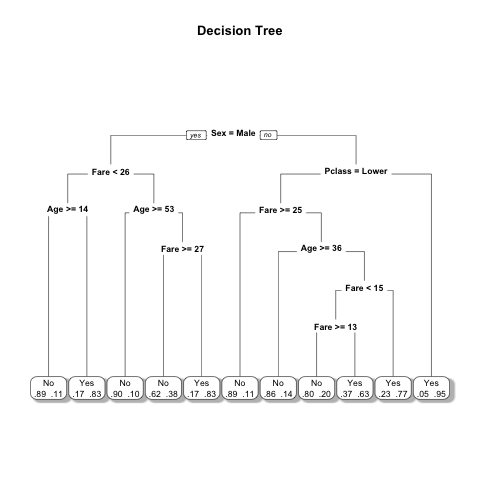 Decision Tree
yes Sex = Male no
Fare < 26 Pclass = Lower
Age >= 14 Age >= 53 Fare >= 25
Fare >= 27 Age >= 36
Fare < 15
Fare >= 13
No Yes No No Yes No No No Yes Yes Yes
.89 .11 .17 .83 .90 .10 .62 .38 .17 .83 .89 .11 .86 .14 .80 .20 .37 .63 .23 .77 .05 .95